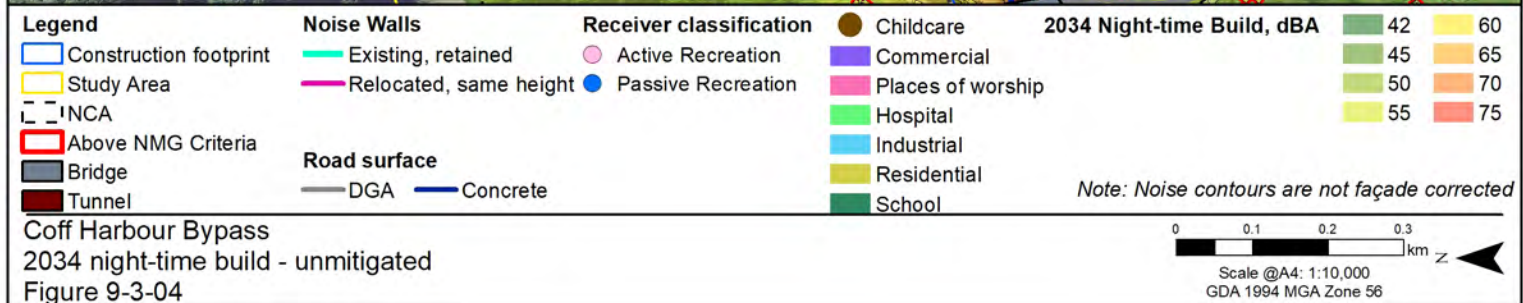 Legend
Construction footprint
Study Area
NCA
Above NMG Criteria
Bridge
Tunnel
Noise Walls
Existing, retained
Relocated, same height
Road surface
DGA
Concrete
Receiver classification
Active Recreation
Passive Recreation
Childcare
Commercial
Places of worship
Hospital
Industrial
Residential
School
2034 Night-time Build, dBA
42
45
50
55
60
65
70
75
Note: Noise contours are not façade corrected
Coff Harbour Bypass
2034 night-time build - unmitigated
Figure 9-3-04
0 0.1 0.2 0.3
km
N
Scale @A4: 1:10,000
GDA 1994 MGA Zone 56